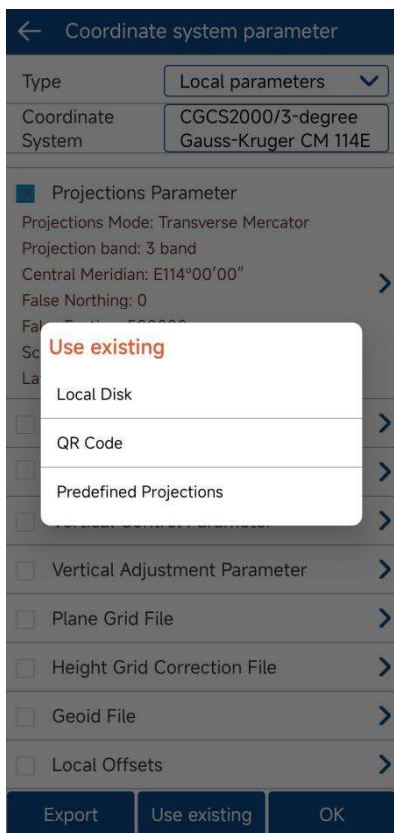 Coordinate system parameter
Type
Local parameters
Coordinate System
CGCS2000/3-degree
Gauss-Kruger CM 114E
Projections Parameter
Projections Mode: Transverse Mercator
Projection band: 3 band
Central Meridian: E114°00′00″
False Northing: 0
Use existing
Local Disk
QR Code
Predefined Projections
Vertical Adjustment Parameter
Plane Grid File
Height Grid Correction File
Geoid File
Local Offsets
Export
Use existing
OK